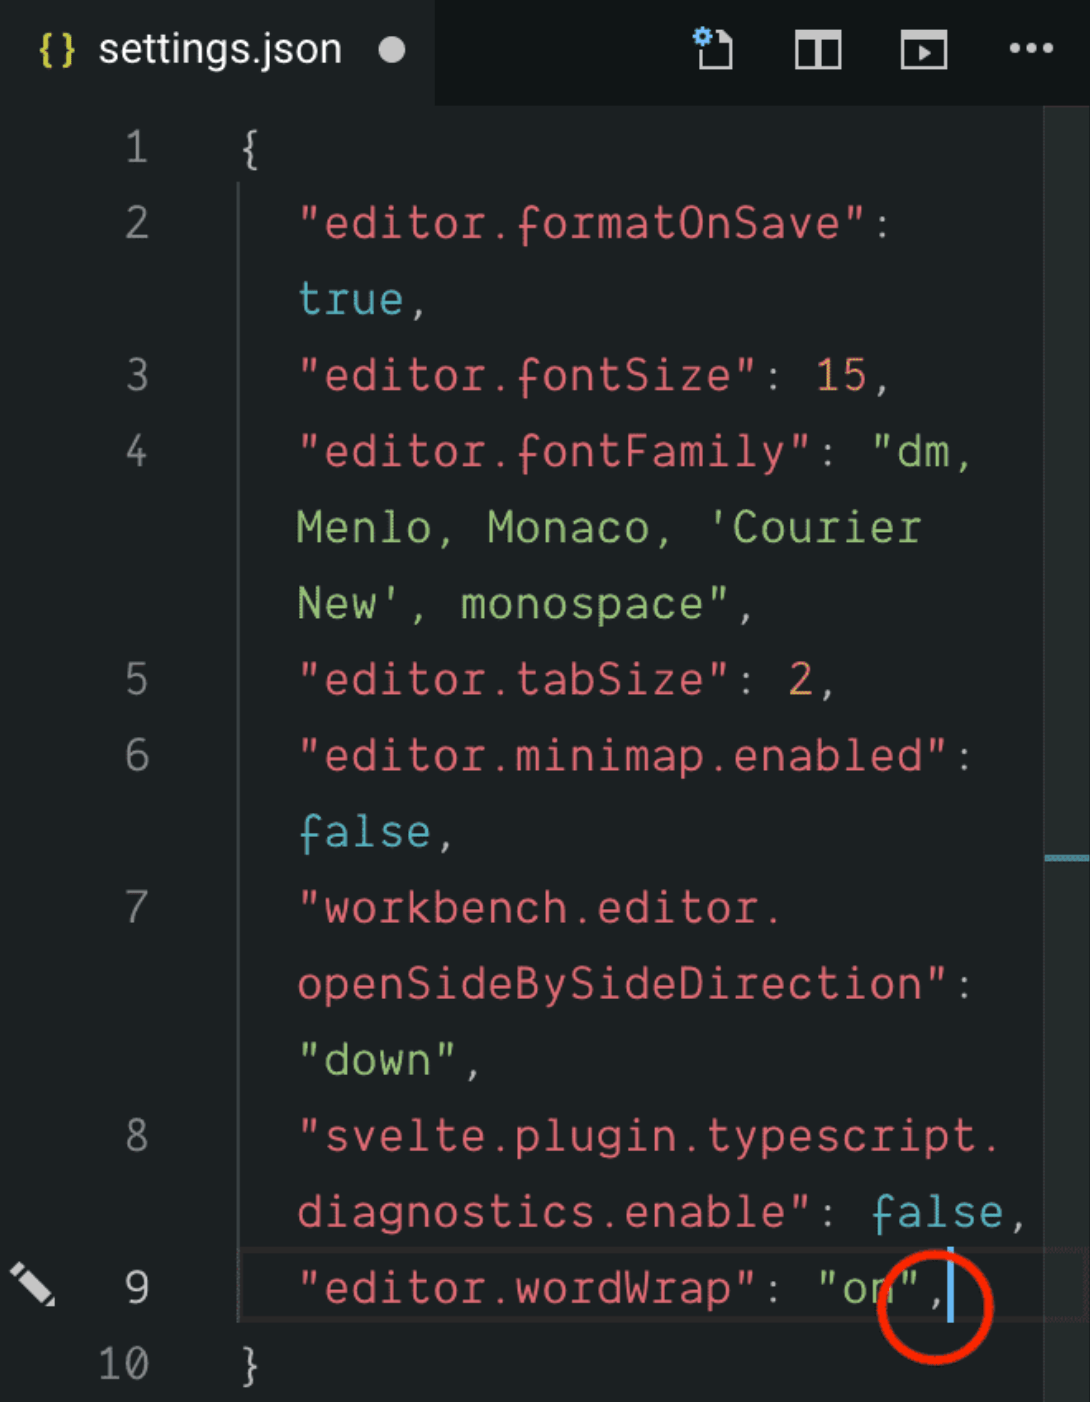 {} settings.json
1 {
2 "editor.formatOnSave":
true,
3 "editor.fontSize": 15,
4 "editor.fontFamily": "dm,
Menlo, Monaco, 'Courier
New', monospace",
5 "editor.tabSize": 2,
6 "editor.minimap.enabled":
false,
7 "workbench.editor.
openSideBySideDirection":
"down",
8 "svelte.plugin.typescript.
diagnostics.enable": false,
9 "editor.wordWrap": "on",
10 }